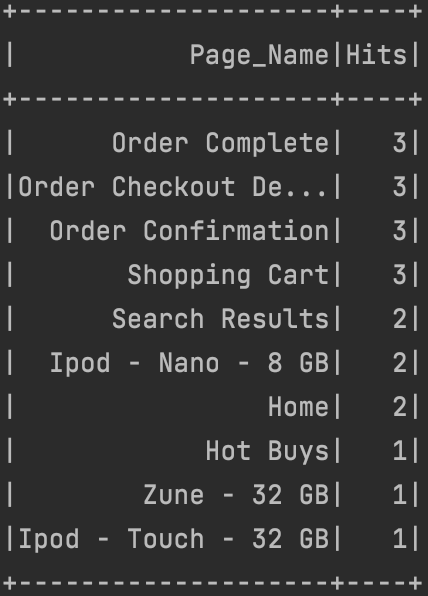 +--------------------+----+
|           Page_Name|Hits|
+--------------------+----+
|      Order Complete|   3|
|Order Checkout De...|   3|
|  Order Confirmation|   3|
|       Shopping Cart|   3|
|      Search Results|   2|
|  Ipod - Nano - 8 GB|   2|
|                Home|   2|
|            Hot Buys|   1|
|        Zune - 32 GB|   1|
|Ipod - Touch - 32 GB|   1|
+--------------------+----+